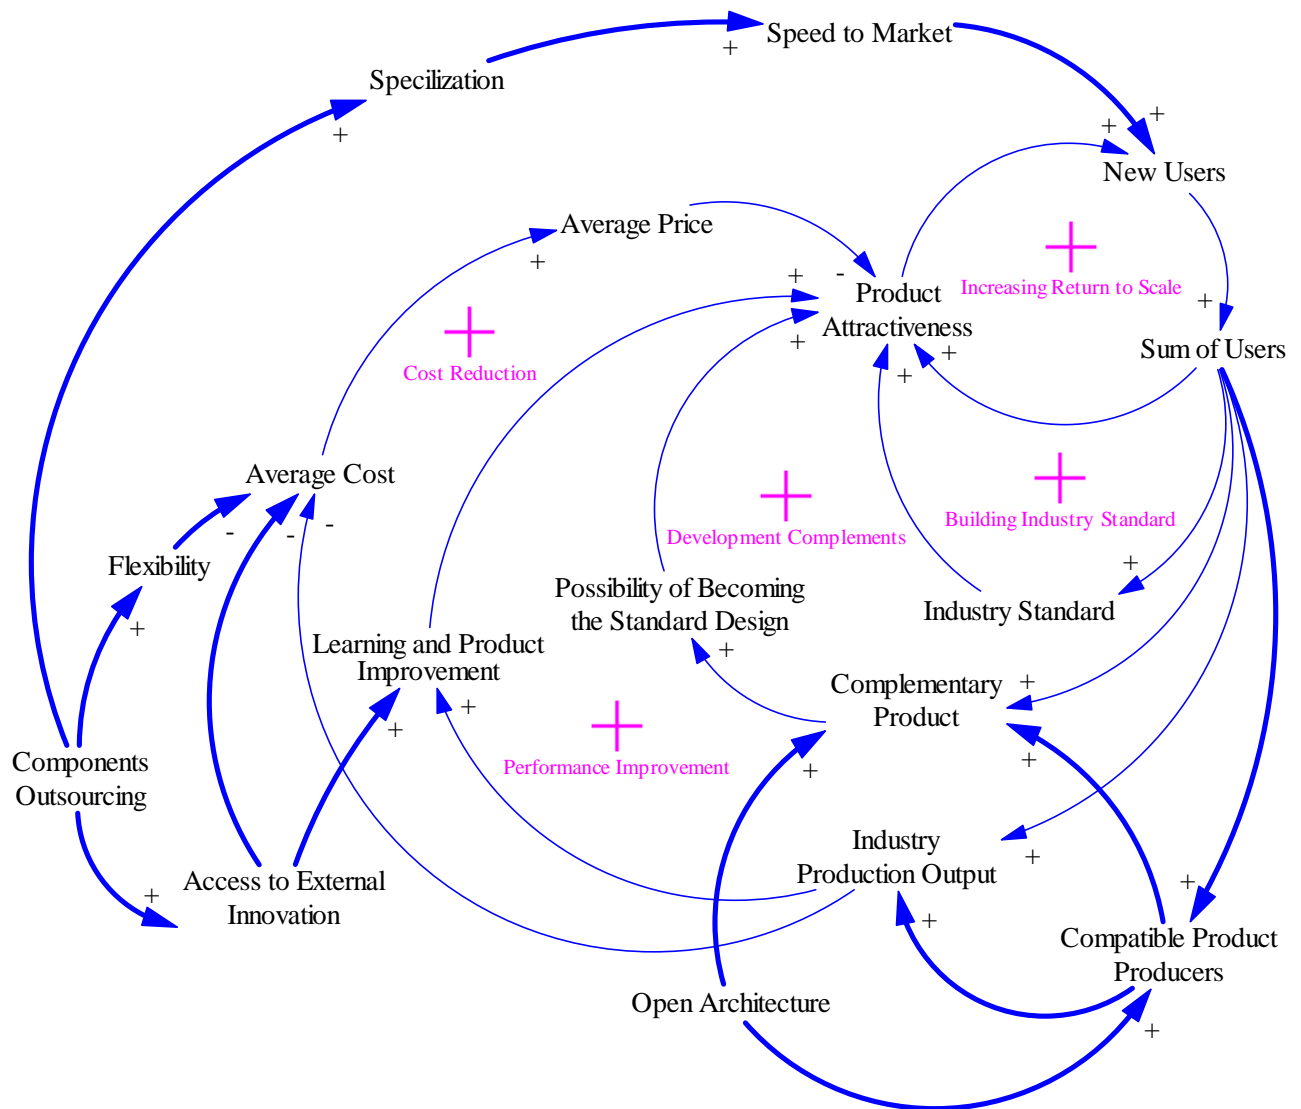 Speed to Market
+
Specilization
+
+
+
New Users
Average Price
+
+
-
Product
Attractiveness
Increasing Return to Scale
+
Sum of Users
+
+
+
Cost Reduction
Average Cost
-
-
-
Development Complements
Building Industry Standard
Flexibility
+
Possibility of Becoming
the Standard Design
+
Industry Standard
+
Learning and Product
Improvement
+
+
Complementary
Product
+
+
+
Components
Outsourcing
Performance Improvement
Industry
Production Output
+
+
Access to External
Innovation
+
+
Compatible Product
Producers
+
Open Architecture